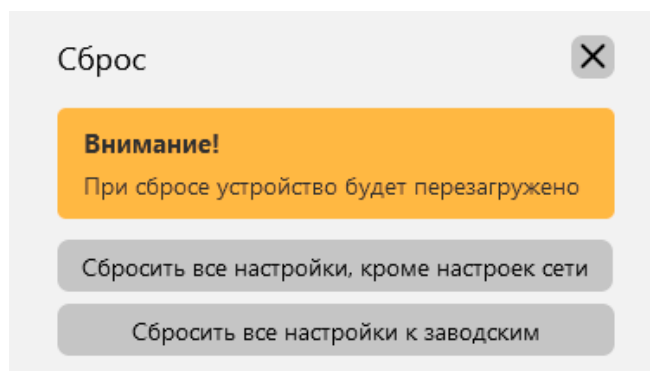 Сброс
Внимание!
При сбросе устройство будет перезагружено
Сбросить все настройки, кроме настроек сети
Сбросить все настройки к заводским